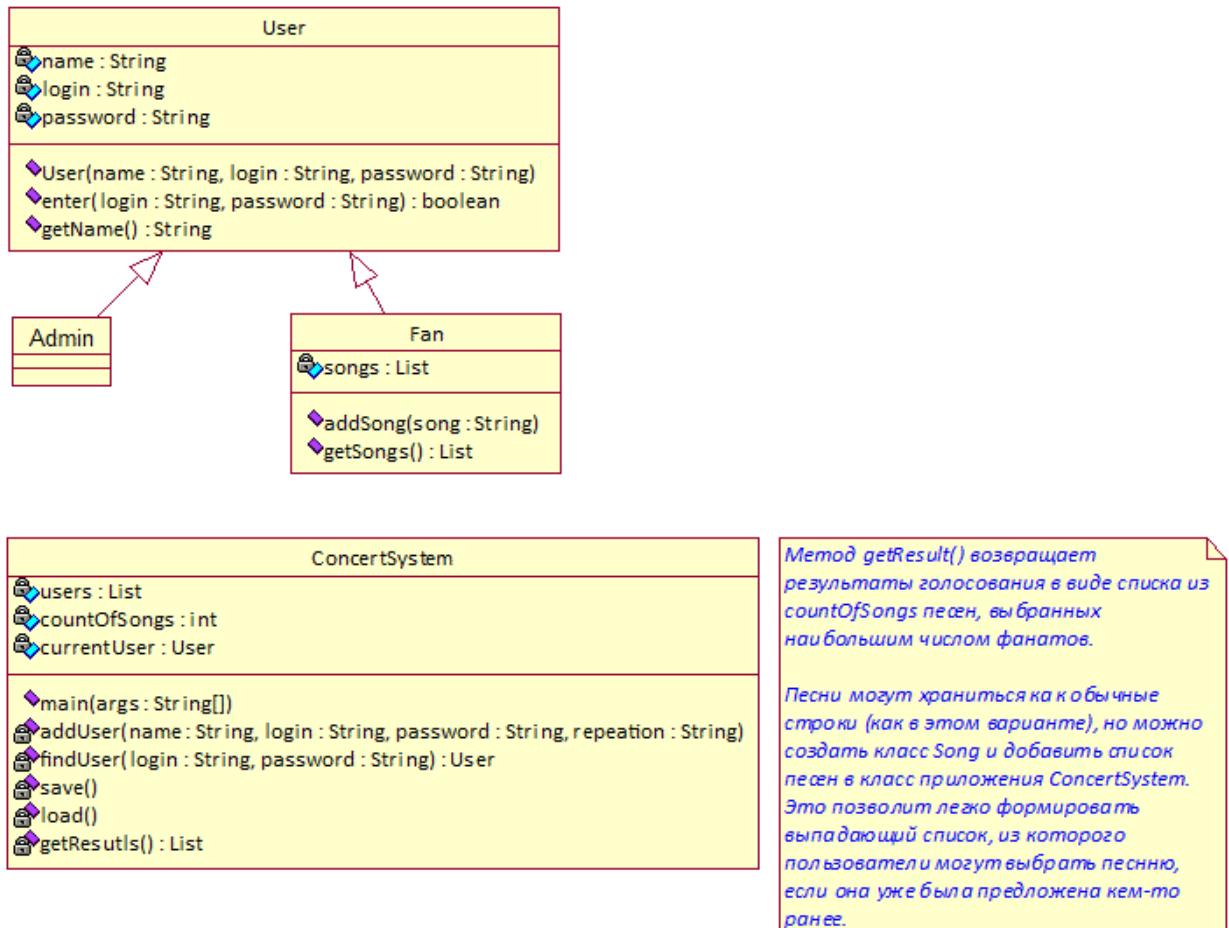 User
name : String
login : String
password : String
User(name : String, login : String, password : String)
enter(login : String, password : String) : boolean
getName() : String
Admin
Fan
songs : List
addSong(song : String)
getSongs() : List
ConcertSystem
users : List
countOfSongs : int
currentUser : User
main(args : String[])
addUser(name : String, login : String, password : String, repeation : String)
findUser(login : String, password : String) : User
save()
load()
getResutls() : List
Метод getResult() возвращает
результаты голосования в виде списка из
countOfSongs песен, выбранных
наибольшим числом фанатов.
Песни могут храниться как обычные
строки (как в этом варианте), но можно
создать класс Song и добавить список
песен в класс приложения ConcertSystem.
Это позволит легко формировать
выпадающий список, из которого
пользователи могут выбрать песнню,
если она уже была предложена кем-то
ранее.